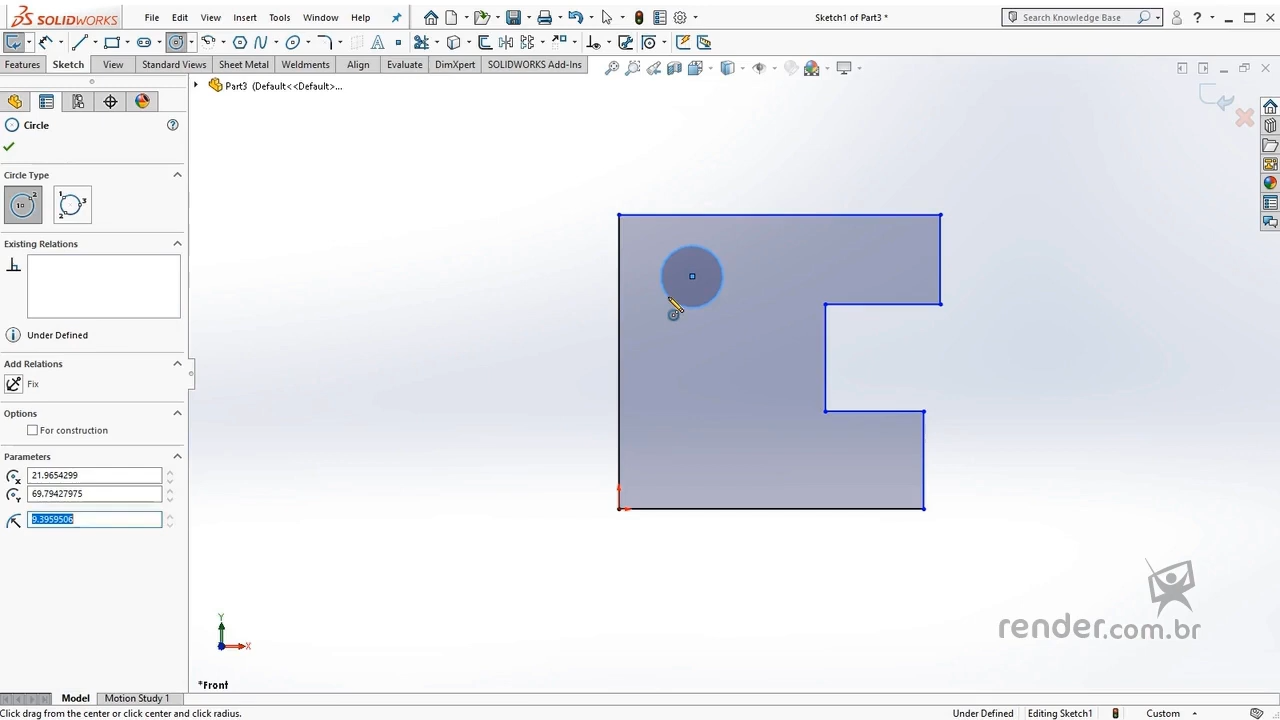 SOLIDWORKS File Edit View Insert Tools Window Help Sketch1 of Part3 * Search Knowledge Base ?
Features Sketch View Standard Views Sheet Metal Weldments Align Evaluate DimXpert SOLIDWORKS Add-Ins
Part3 (Default<<Default>...
Circle ?
Circle Type
Existing Relations
Under Defined
Add Relations
Fix
Options
For construction
Parameters
21.9654299
69.79427975
9.3959506
Y
X
render.com.br
*Front
Model Motion Study 1
Click drag from the center or click center and click radius. Under Defined Editing Sketch1 Custom